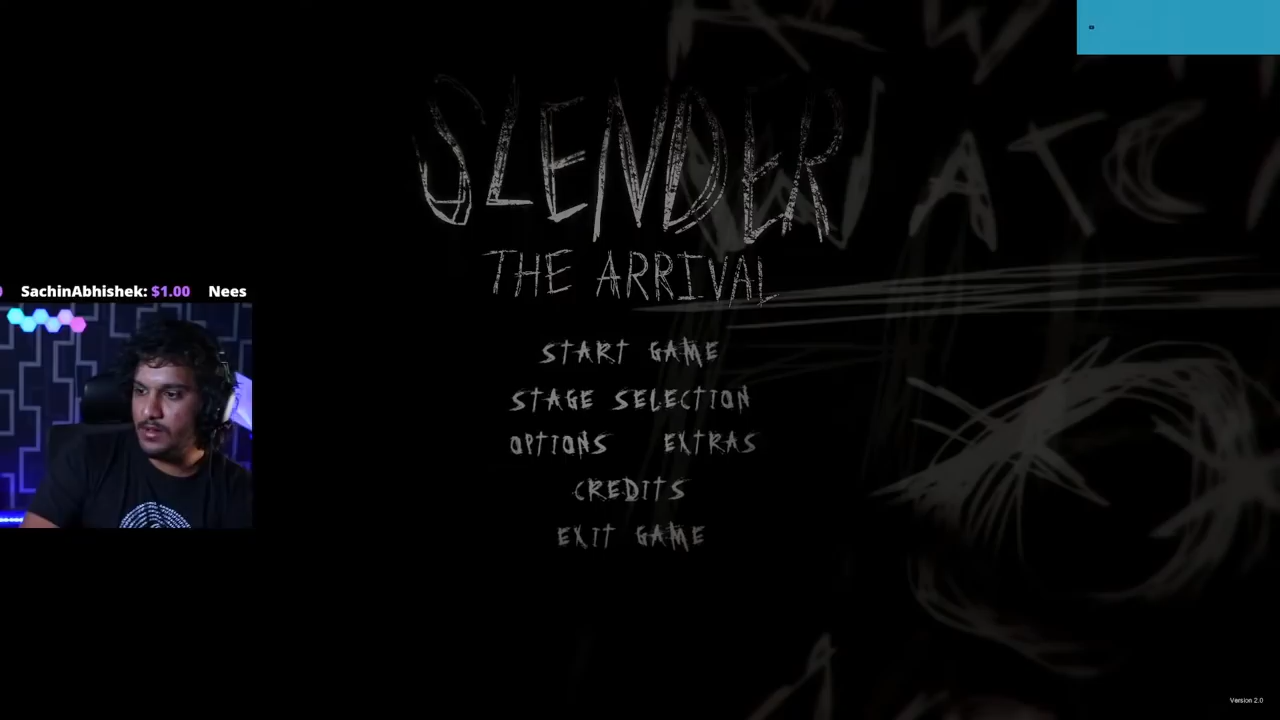 SLENDER
THE ARRIVAL
SachinAbhishek: $1.00 Nees
START GAME
STAGE SELECTION
OPTIONS EXTRAS
CREDITS
EXIT GAME
Version 2.0